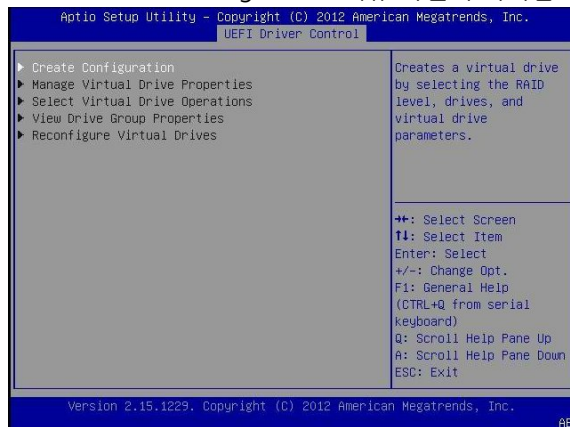 Aptio Setup Utility – Copyright (C) 2012 American Megatrends, Inc.
UEFI Driver Control
▶ Create Configuration
▶ Manage Virtual Drive Properties
▶ Select Virtual Drive Operations
▶ View Drive Group Properties
▶ Reconfigure Virtual Drives
Creates a virtual drive
by selecting the RAID
level, drives, and
virtual drive
parameters.
→←: Select Screen
↑↓: Select Item
Enter: Select
+/-: Change Opt.
F1: General Help
(CTRL+Q from serial
keyboard)
Q: Scroll Help Pane Up
A: Scroll Help Pane Down
ESC: Exit
Version 2.15.1229. Copyright (C) 2012 American Megatrends, Inc.